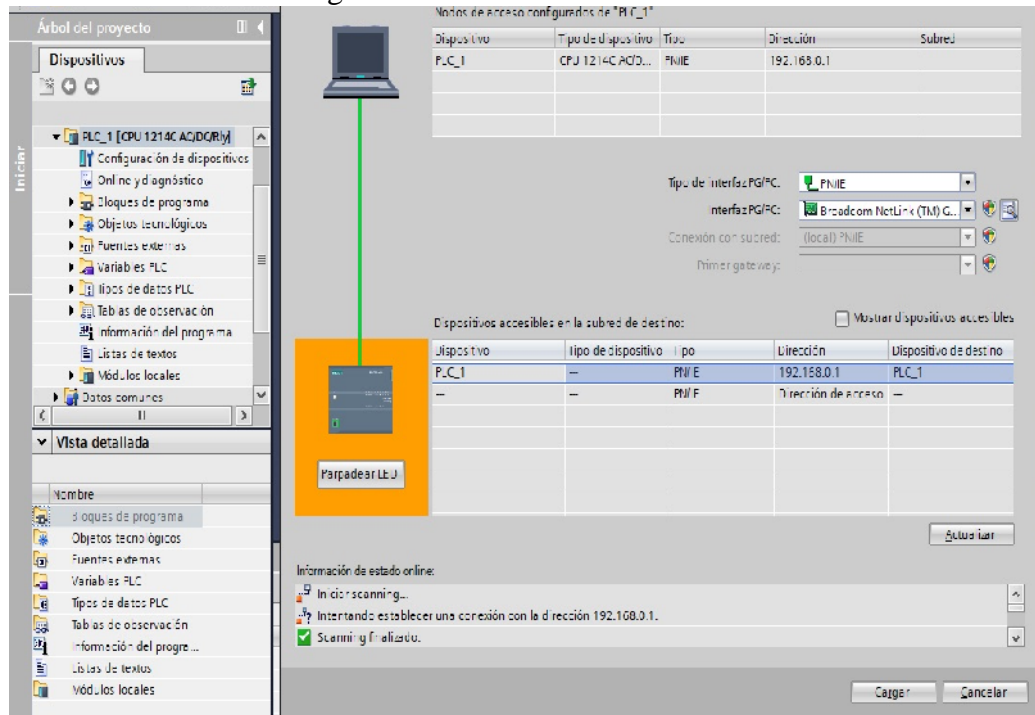 Árbol del proyecto
Dispositivos
Iniciar
PLC_1 [CPU 1214C AC/DC/Rly]
Configuración de dispositivos
Online y diagnóstico
Bloques de programa
Objetos tecnológicos
Fuentes externas
Variables PLC
Tipos de datos PLC
Tablas de observación
Información del programa
Listas de textos
Módulos locales
Datos comunes
Vista detallada
Nombre
Bloques de programa
Objetos tecnológicos
Fuentes externas
Variables PLC
Tipos de datos PLC
Tablas de observación
Información del progre...
Listas de textos
Módulos locales
Nodos de acceso configurados de "PLC_1"
Dispositivo Tipo de dispositivo Tipo Dirección Subred
PLC_1 CPU 1214C AC/D... PN/IE 192.168.0.1
Tipo de interfaz PG/PC: PN/IE
Interfaz PG/PC: Broadcom NetLink (TM) G...
Conexión con subred: (local) PN/IE
Primer gateway:
Dispositivos accesibles en la subred de destino:
Mostrar dispositivos accesibles
Dispositivo Tipo de dispositivo Tipo Dirección Dispositivo de destino
PLC_1 — PN/IE 192.168.0.1 PLC_1
— — PN/IE Dirección de acceso —
Parpadear LED
Actualizar
Información de estado online:
Iniciar scanning...
Intentando establecer una conexión con la dirección 192.168.0.1.
Scanning finalizado.
Cargar Cancelar